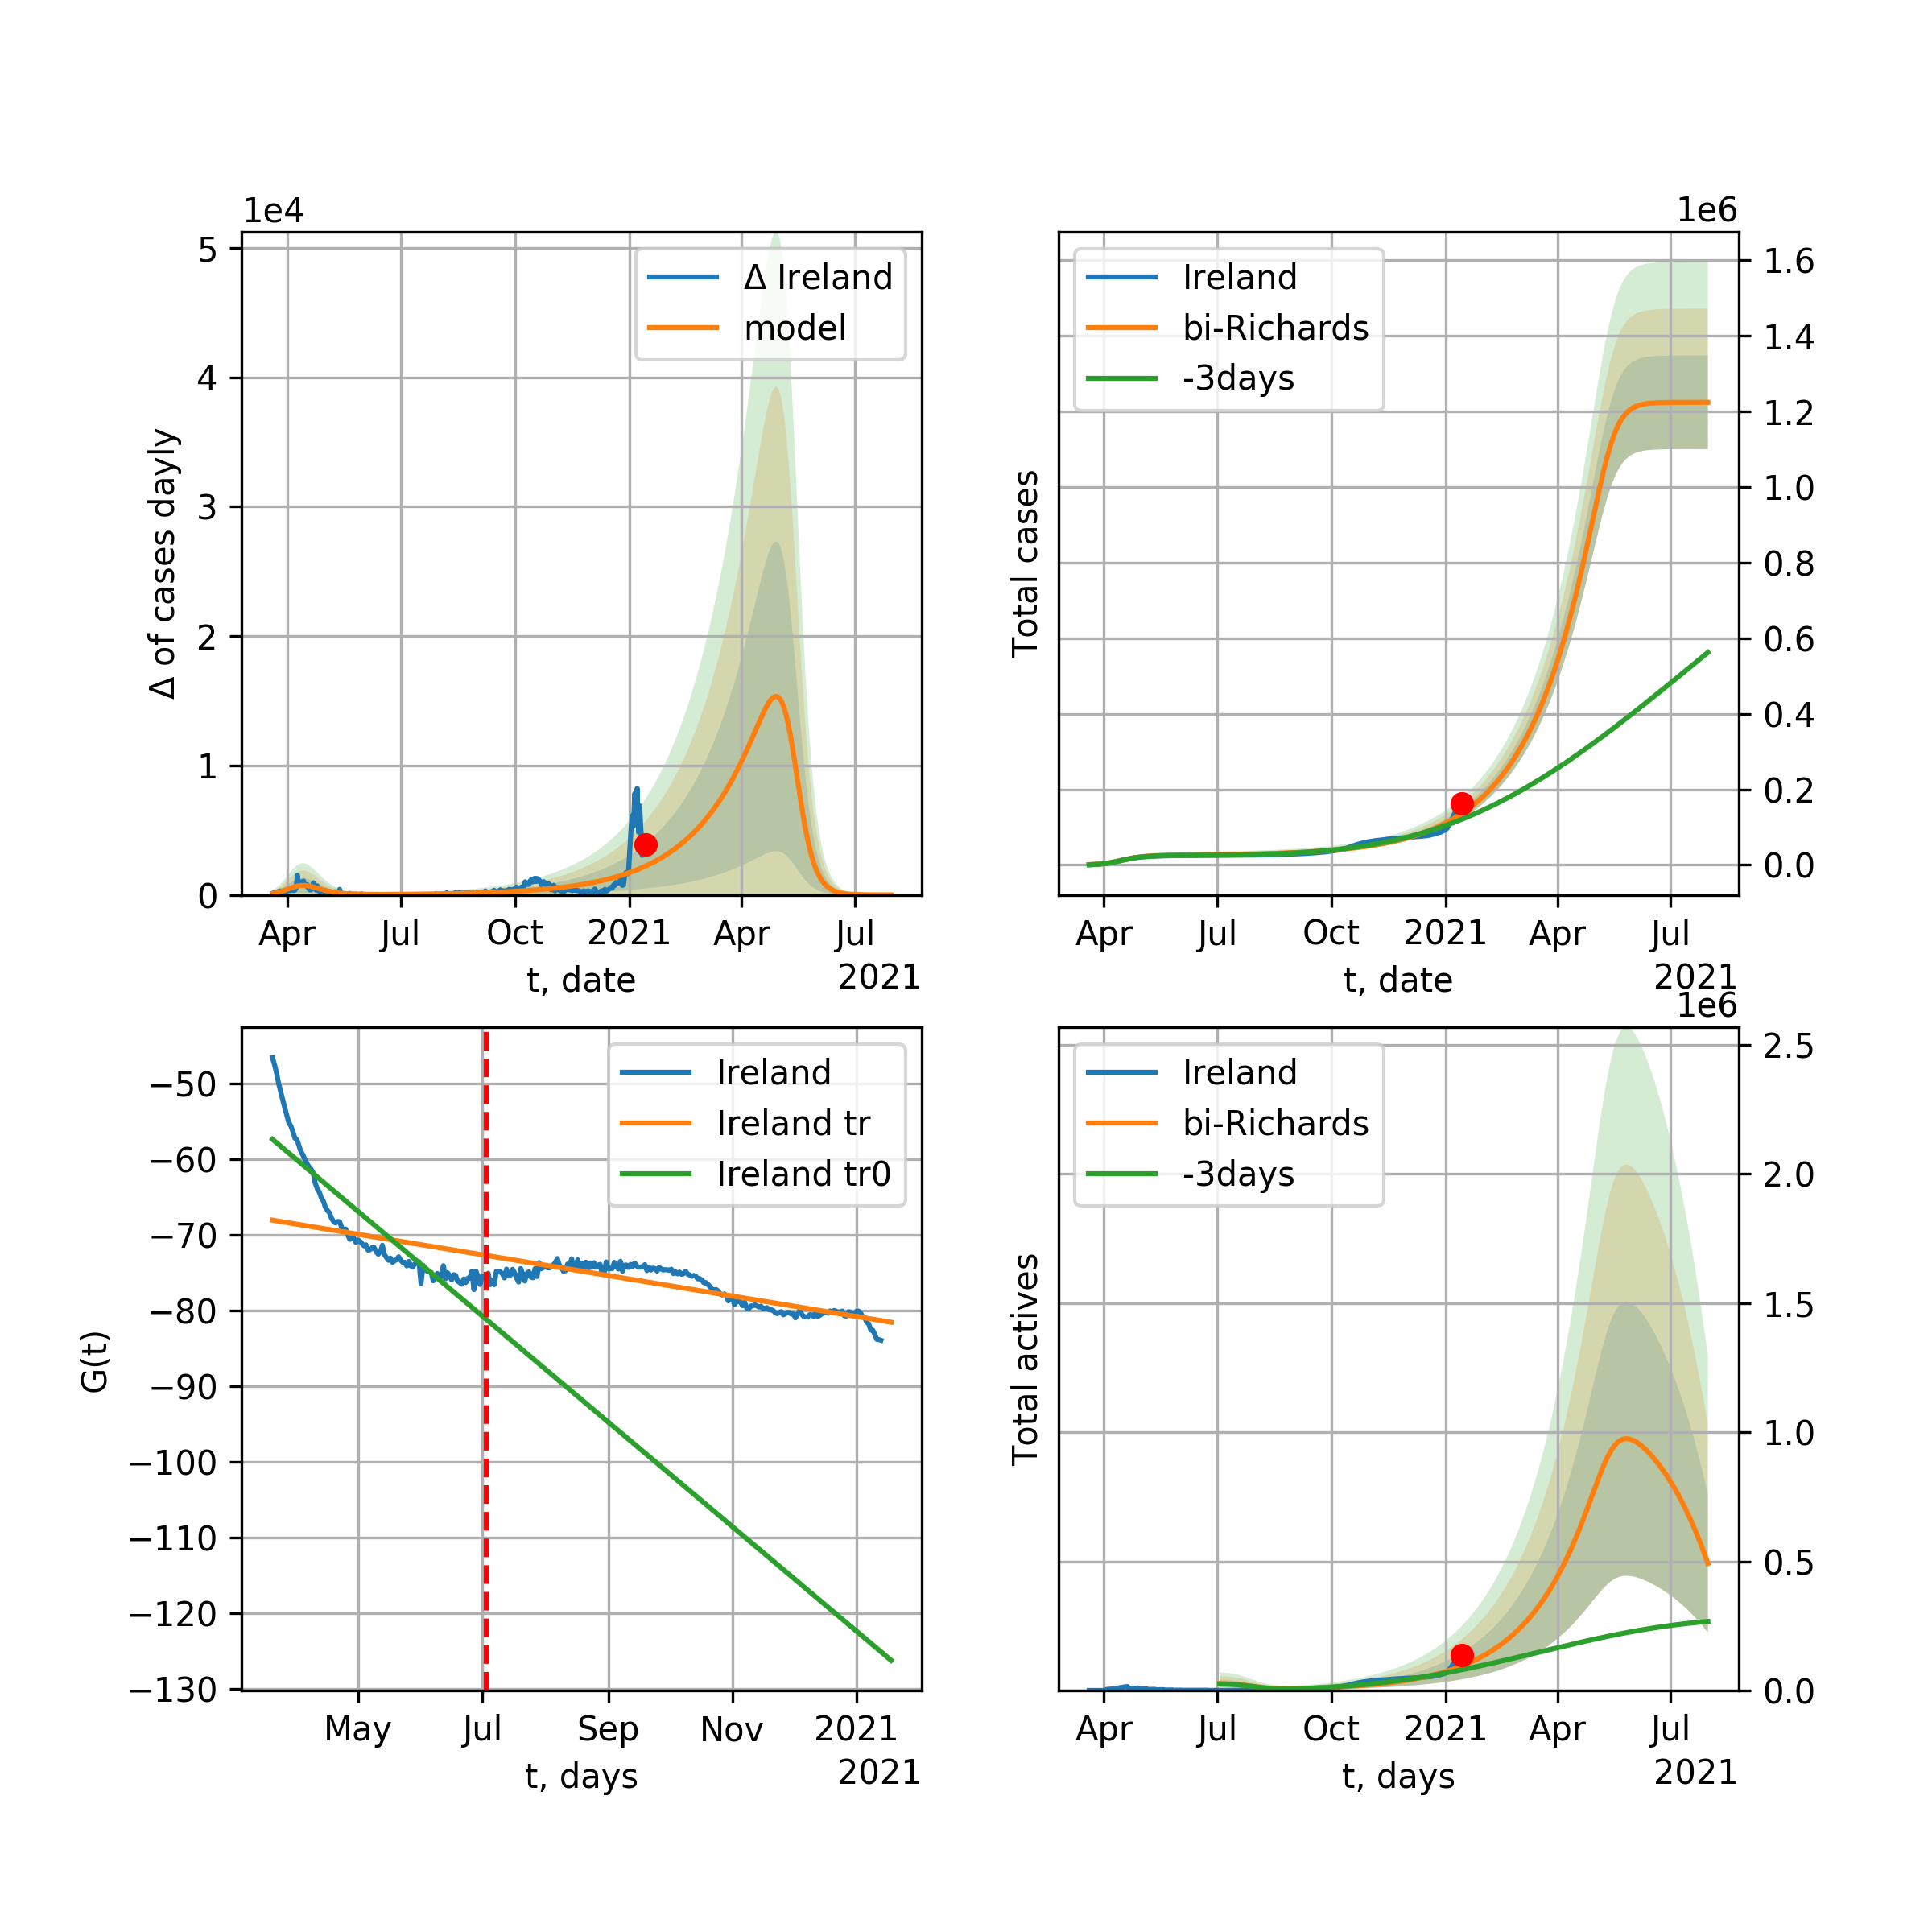 1e4
5
4
3
2
1
0
Δ of cases dayly
Δ Ireland
model
Apr Jul Oct 2021 Apr Jul
t, date
2021
1e6
1.6
1.4
1.2
1.0
0.8
0.6
0.4
0.2
0.0
Total cases
Ireland
bi-Richards
-3days
Apr Jul Oct 2021 Apr Jul
t, date
2021
−50
−60
−70
−80
−90
−100
−110
−120
−130
G(t)
Ireland
Ireland tr
Ireland tr0
May Jul Sep Nov 2021
t, days
2021
1e6
2.5
2.0
1.5
1.0
0.5
0.0
Total actives
Ireland
bi-Richards
-3days
Apr Jul Oct 2021 Apr Jul
t, days
2021